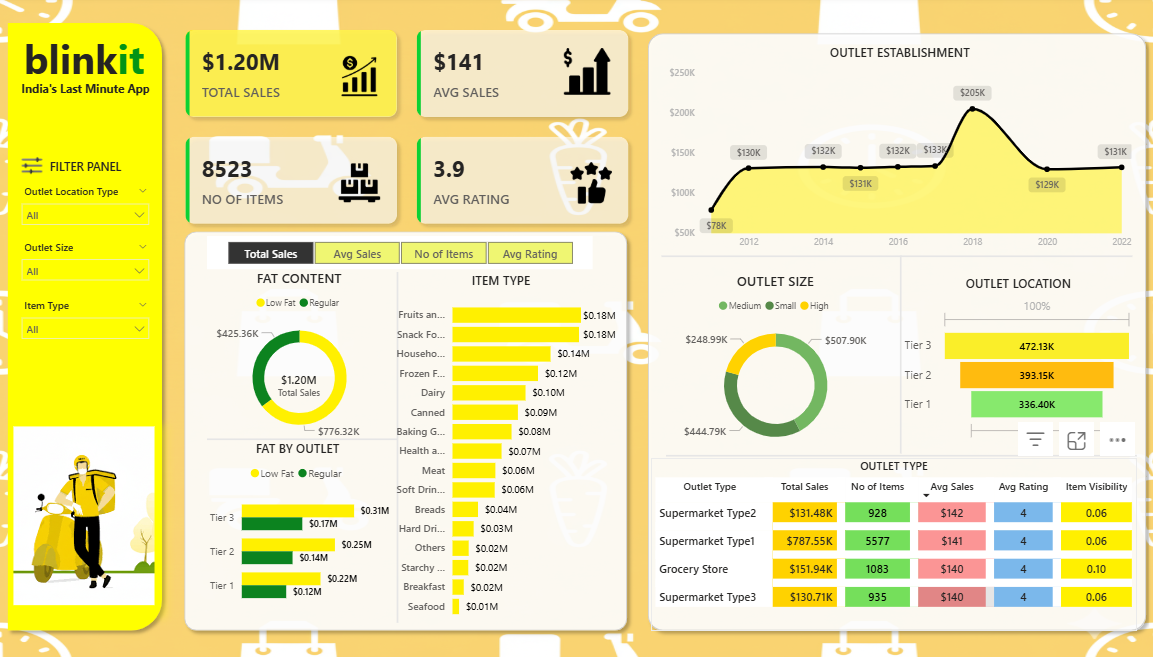 blinkit
India's Last Minute App
FILTER PANEL
Outlet Location Type
All
Outlet Size
All
Item Type
All
$1.20M
TOTAL SALES
$141
AVG SALES
8523
NO OF ITEMS
3.9
AVG RATING
Total Sales Avg Sales No of Items Avg Rating
FAT CONTENT
Low Fat Regular
$425.36K
$1.20M
Total Sales
$776.32K
FAT BY OUTLET
Low Fat Regular
Tier 3 $0.31M
$0.17M
Tier 2 $0.25M
$0.14M
Tier 1 $0.22M
$0.12M
ITEM TYPE
Fruits an... $0.18M
Snack Fo... $0.18M
Househo... $0.14M
Frozen F... $0.12M
Dairy $0.10M
Canned $0.09M
Baking G... $0.08M
Health a... $0.07M
Meat $0.06M
Soft Drin... $0.06M
Breads $0.04M
Hard Dri... $0.03M
Others $0.02M
Starchy ... $0.02M
Breakfast $0.02M
Seafood $0.01M
OUTLET ESTABLISHMENT
$250K
$200K
$150K
$100K
$50K
$78K
$130K
$132K
$131K
$132K
$133K
$205K
$129K
$131K
2012 2014 2016 2018 2020 2022
OUTLET SIZE
Medium Small High
$248.99K
$507.90K
$444.79K
OUTLET LOCATION
100%
Tier 3 472.13K
Tier 2 393.15K
Tier 1 336.40K
OUTLET TYPE
Outlet Type Total Sales No of Items Avg Sales Avg Rating Item Visibility
Supermarket Type2 $131.48K 928 $142 4 0.06
Supermarket Type1 $787.55K 5577 $141 4 0.06
Grocery Store $151.94K 1083 $140 4 0.10
Supermarket Type3 $130.71K 935 $140 4 0.06